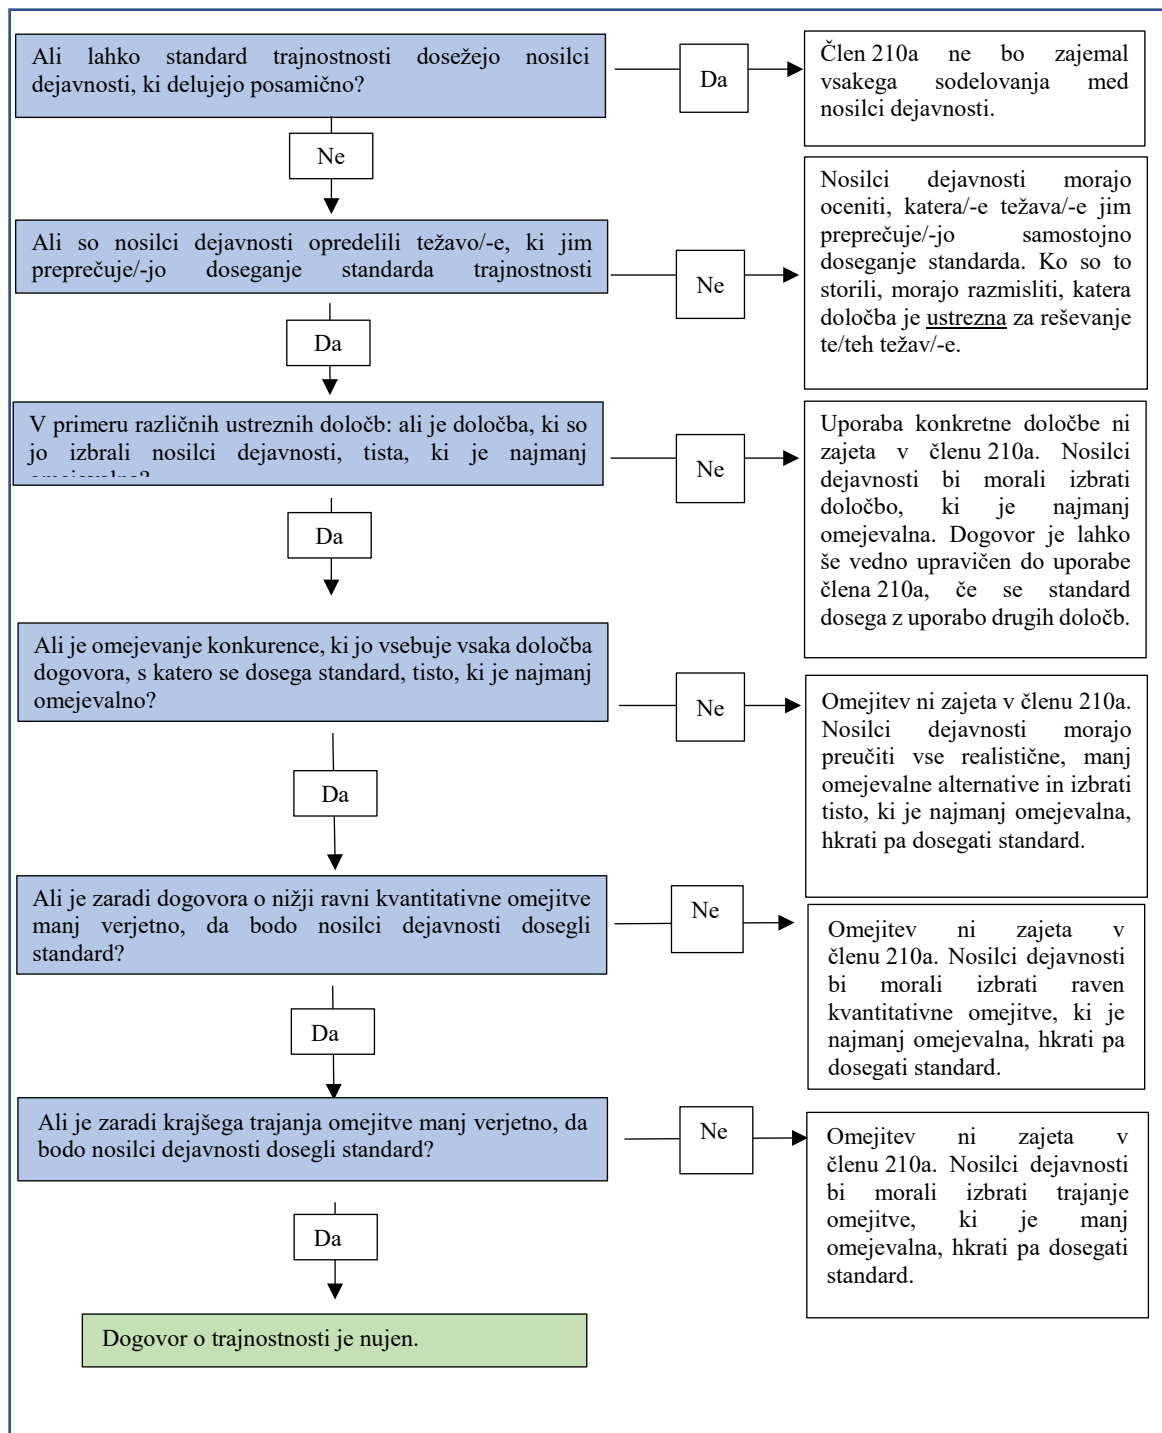 Ali lahko standard trajnostnosti dosežejo nosilci
dejavnosti, ki delujejo posamično?
Da
Člen 210a ne bo zajemal
vsakega sodelovanja med
nosilci dejavnosti.
Ne
Ali so nosilci dejavnosti opredelili težavo/-e, ki jim
preprečuje/-jo doseganje standarda trajnostnosti
Ne
Nosilci dejavnosti morajo
oceniti, katera/-e težava/-e jim
preprečuje/-jo samostojno
doseganje standarda. Ko so to
storili, morajo razmisliti, katera
določba je ustrezna za reševanje
te/teh težav/-e.
Da
V primeru različnih ustreznih določb: ali je določba, ki so
jo izbrali nosilci dejavnosti, tista, ki je najmanj
Ne
Uporaba konkretne določbe ni
zajeta v členu 210a. Nosilci
dejavnosti bi morali izbrati
določbo, ki je najmanj
omejevalna. Dogovor je lahko
še vedno upravičen do uporabe
člena 210a, če se standard
dosega z uporabo drugih določb.
Da
Ali je omejevanje konkurence, ki jo vsebuje vsaka določba
dogovora, s katero se dosega standard, tisto, ki je najmanj
omejevalno?
Ne
Omejitev ni zajeta v členu 210a.
Nosilci dejavnosti morajo
preučiti vse realistične, manj
omejevalne alternative in izbrati
tisto, ki je najmanj omejevalna,
hkrati pa dosegati standard.
Da
Ali je zaradi dogovora o nižji ravni kvantitativne omejitve
manj verjetno, da bodo nosilci dejavnosti dosegli
standard?
Ne
Omejitev ni zajeta v
členu 210a. Nosilci dejavnosti
bi morali izbrati raven
kvantitativne omejitve, ki je
najmanj omejevalna, hkrati pa
dosegati standard.
Da
Ali je zaradi krajšega trajanja omejitve manj verjetno, da
bodo nosilci dejavnosti dosegli standard?
Ne
Omejitev ni zajeta v
členu 210a. Nosilci dejavnosti
bi morali izbrati trajanje
omejitve, ki je manj
omejevalna, hkrati pa dosegati
standard.
Da
Dogovor o trajnostnosti je nujen.